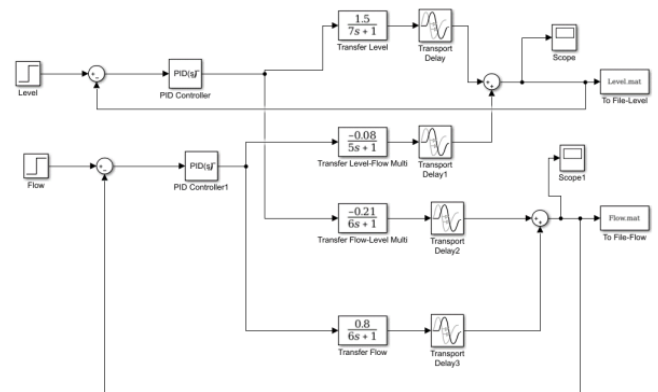 1.5
7s + 1
Transfer Level
Transport
Delay
Scope
Level
PID(s)
PID Controller
Level.mat
To File-Level
−0.08
5s + 1
Transfer Level-Flow Multi
Transport
Delay1
Flow
PID(s)
PID Controller1
Scope1
−0.21
6s + 1
Transfer Flow-Level Multi
Transport
Delay2
Flow.mat
To File-Flow
0.8
6s + 1
Transfer Flow
Transport
Delay3